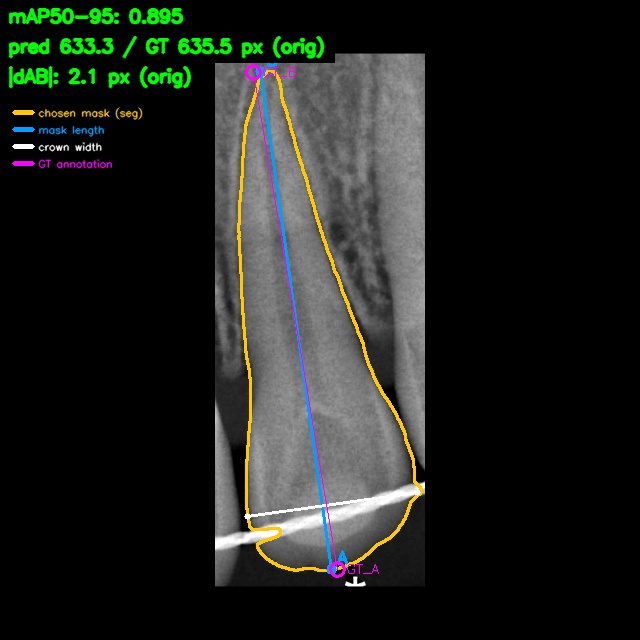 mAP50-95: 0.895
pred 633.3 / GT 635.5 px (orig)
|dAB|: 2.1 px (orig)
chosen mask (seg)
mask length
crown width
GT annotation
A
GT_A